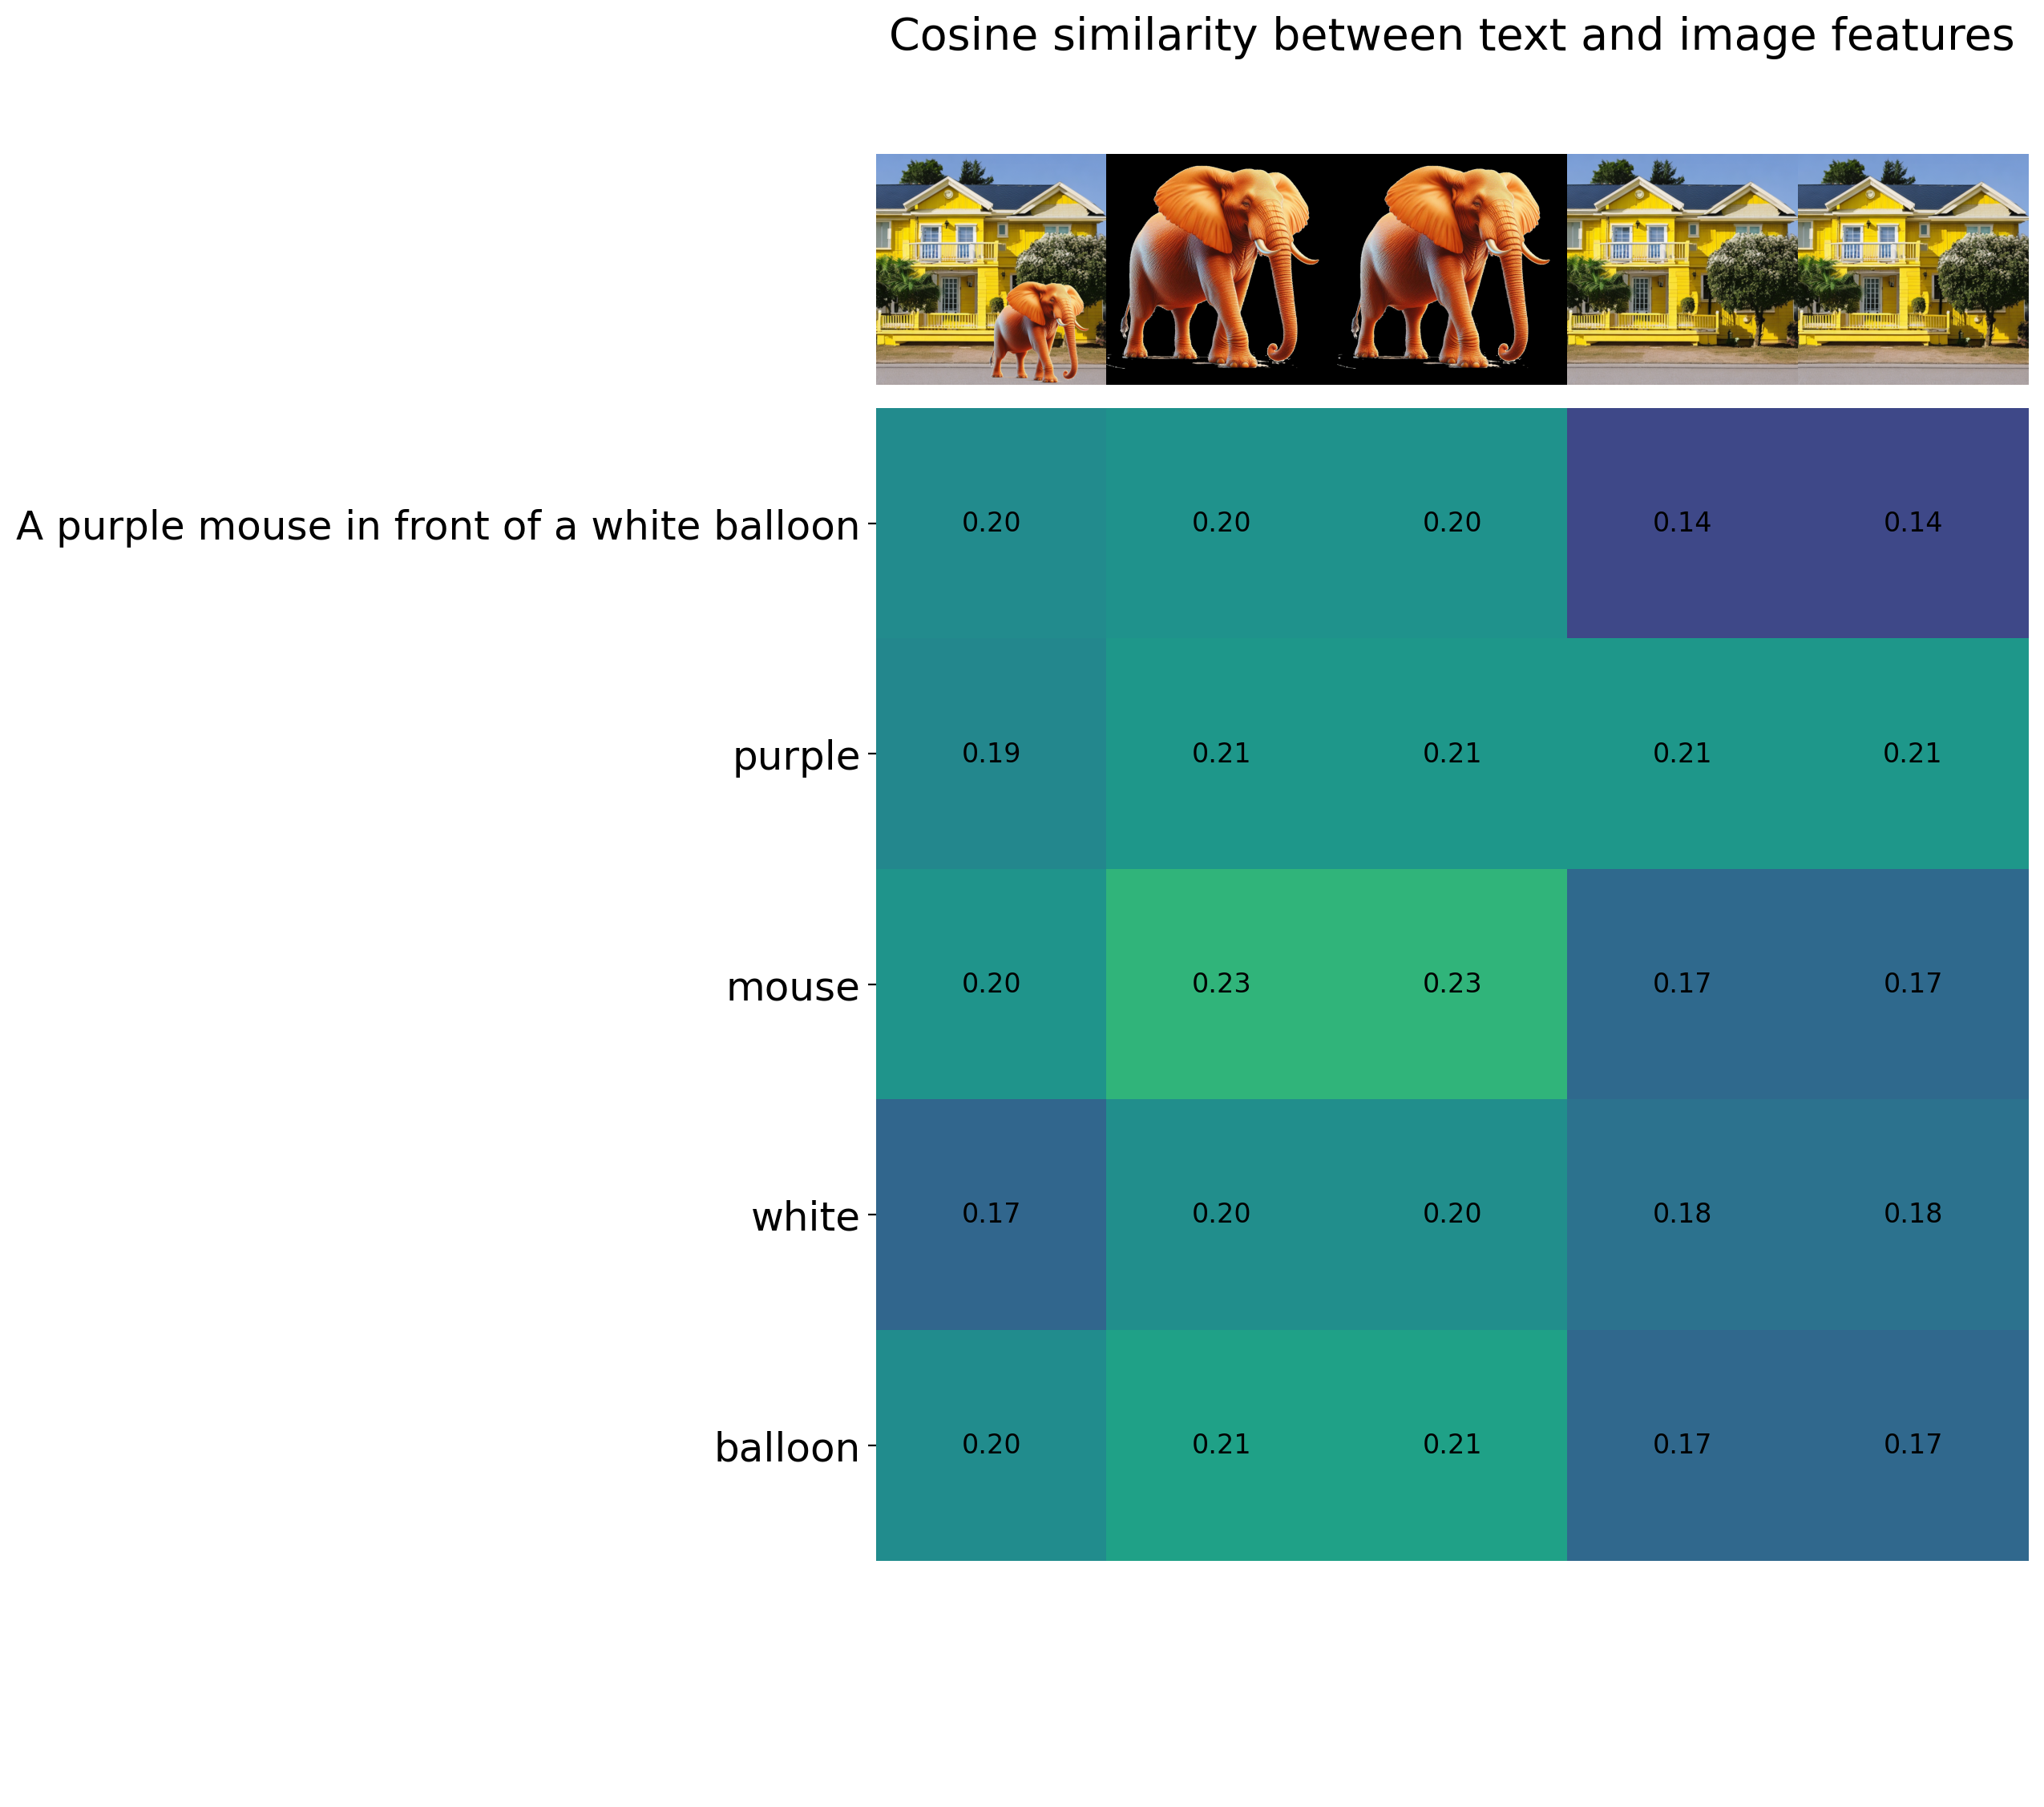 Cosine similarity between text and image features
A purple mouse in front of a white balloon
0.20 0.20 0.20 0.14 0.14
purple
0.19 0.21 0.21 0.21 0.21
mouse
0.20 0.23 0.23 0.17 0.17
white
0.17 0.20 0.20 0.18 0.18
balloon
0.20 0.21 0.21 0.17 0.17